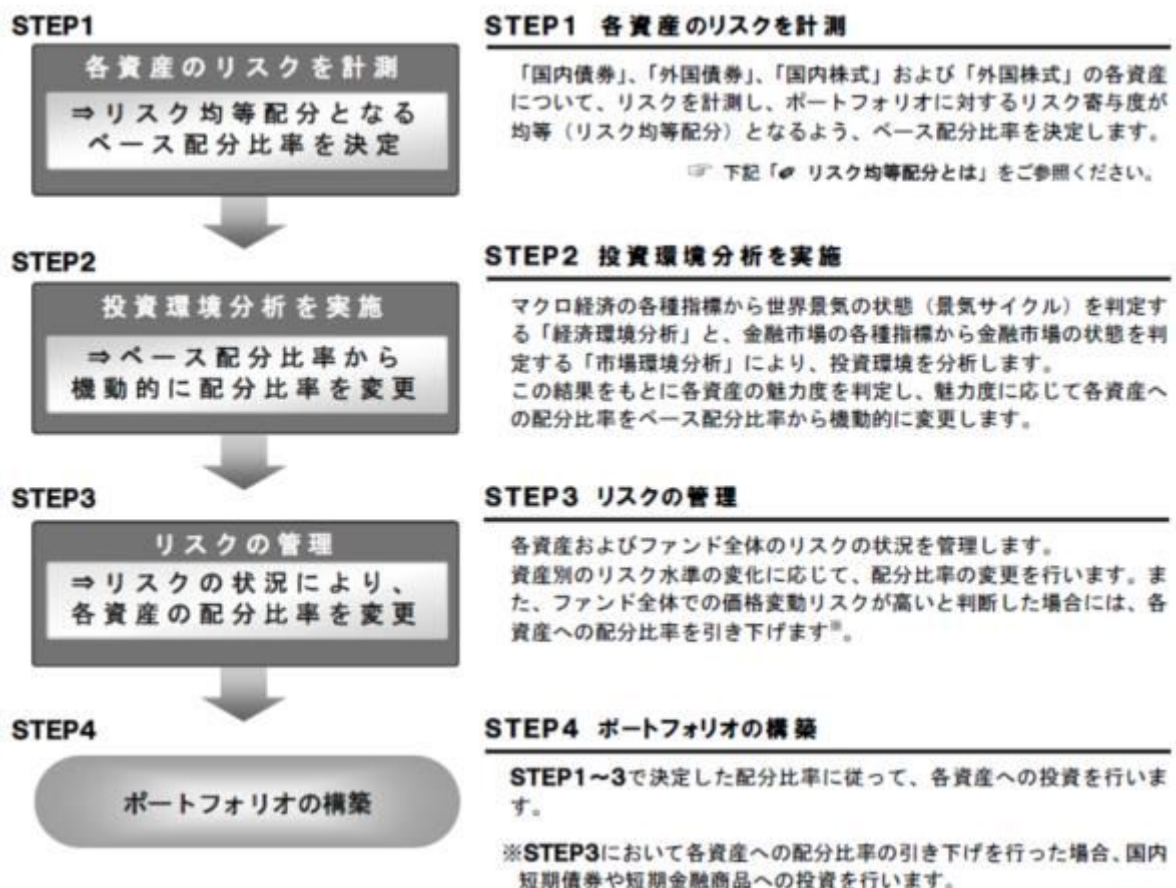 STEP1
各資産のリスクを計測
⇒リスク均等配分となる
ベース配分比率を決定
STEP1 各資産のリスクを計測
「国内債券」、「外国債券」、「国内株式」および「外国株式」の各資産
について、リスクを計測し、ポートフォリオに対するリスク寄与度が
均等（リスク均等配分）となるよう、ベース配分比率を決定します。
☞ 下記「 リスク均等配分とは」をご参照ください。
STEP2
投資環境分析を実施
⇒ベース配分比率から
機動的に配分比率を変更
STEP2 投資環境分析を実施
マクロ経済の各種指標から世界景気の状態（景気サイクル）を判定す
る「経済環境分析」と、金融市場の各種指標から金融市場の状態を判
定する「市場環境分析」により、投資環境を分析します。
この結果をもとに各資産の魅力度を判定し、魅力度に応じて各資産へ
の配分比率をベース配分比率から機動的に変更します。
STEP3
リスクの管理
⇒リスクの状況により、
各資産の配分比率を変更
STEP3 リスクの管理
各資産およびファンド全体のリスクの状況を管理します。
資産別のリスク水準の変化に応じて、配分比率の変更を行います。ま
た、ファンド全体での価格変動リスクが高いと判断した場合には、各
資産への配分比率を引き下げます※。
STEP4
ポートフォリオの構築
STEP4 ポートフォリオの構築
STEP1～3で決定した配分比率に従って、各資産への投資を行いま
す。
※STEP3において各資産への配分比率の引き下げを行った場合、国内
短期債券や短期金融商品への投資を行います。